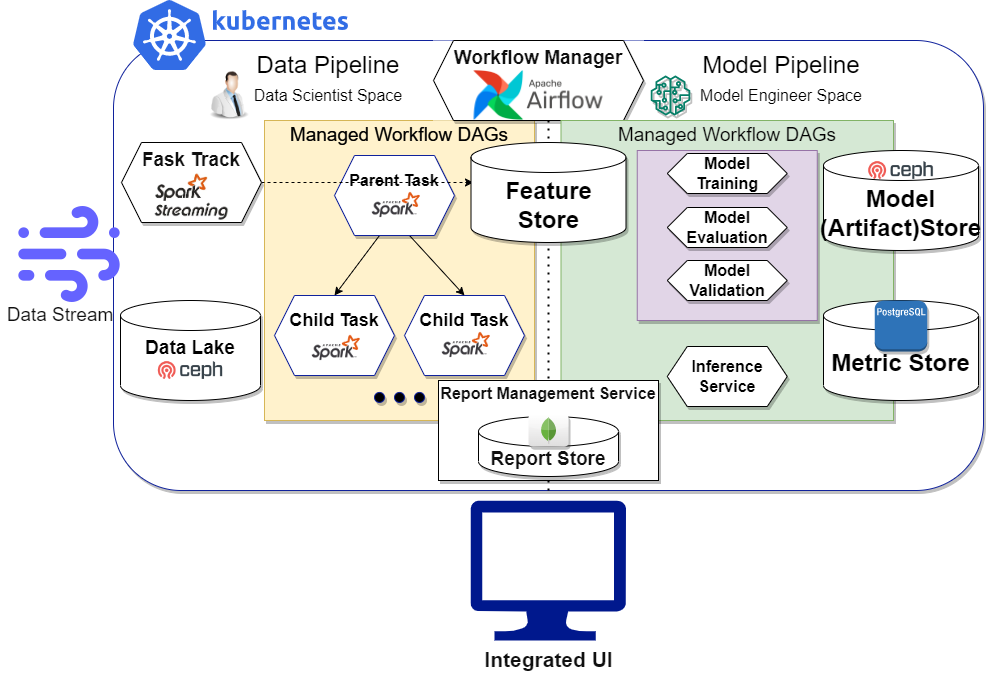 kubernetes
Data Pipeline
Data Scientist Space
Workflow Manager
APACHE
Airflow
Model Pipeline
Model Engineer Space
Managed Workflow DAGs
Managed Workflow DAGs
Fask Track
Spark
Streaming
Parent Task
APACHE
Spark
Feature
Store
Model
Training
Model
Evaluation
Model
Validation
ceph
Model
(Artifact)Store
Data Stream
Data Lake
ceph
Child Task
APACHE
Spark
Child Task
APACHE
Spark
Inference
Service
PostgreSQL
Metric Store
Report Management Service
Report Store
Integrated UI